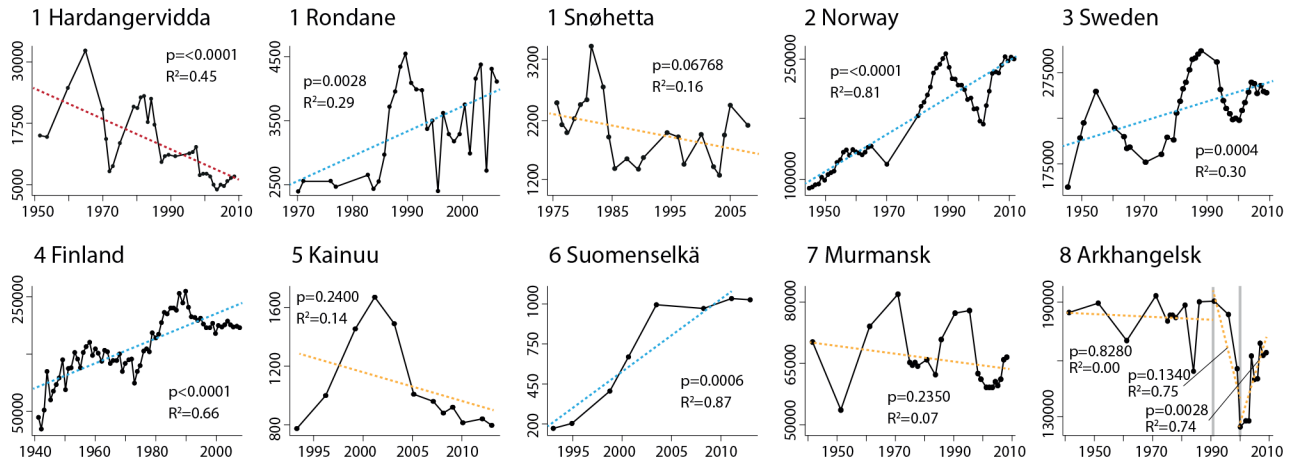 1 Hardangervidda
30000
17500
5000
p=<0.0001
R²=0.45
1950 1970 1990 2010
1 Rondane
4500
3500
2500
p=0.0028
R²=0.29
1970 1980 1990 2000
1 Snøhetta
3200
2200
1200
p=0.06768
R²=0.16
1975 1985 1995 2005
2 Norway
250000
100000
p=<0.0001
R²=0.81
1950 1970 1990 2010
3 Sweden
275000
175000
p=0.0004
R²=0.30
1950 1970 1990 2010
4 Finland
250000
50000
p<0.0001
R²=0.66
1940 1960 1980 2000
5 Kainuu
1600
1200
800
p=0.2400
R²=0.14
1995 2000 2005 2010
6 Suomenselkä
1000
750
450
200
p=0.0006
R²=0.87
1995 2000 2005 2010
7 Murmansk
80000
65000
50000
p=0.2350
R²=0.07
1950 1970 1990 2010
8 Arkhangelsk
190000
130000
p=0.8280
R²=0.00
p=0.1340
R²=0.75
p=0.0028
R²=0.74
1950 1970 1990 2010